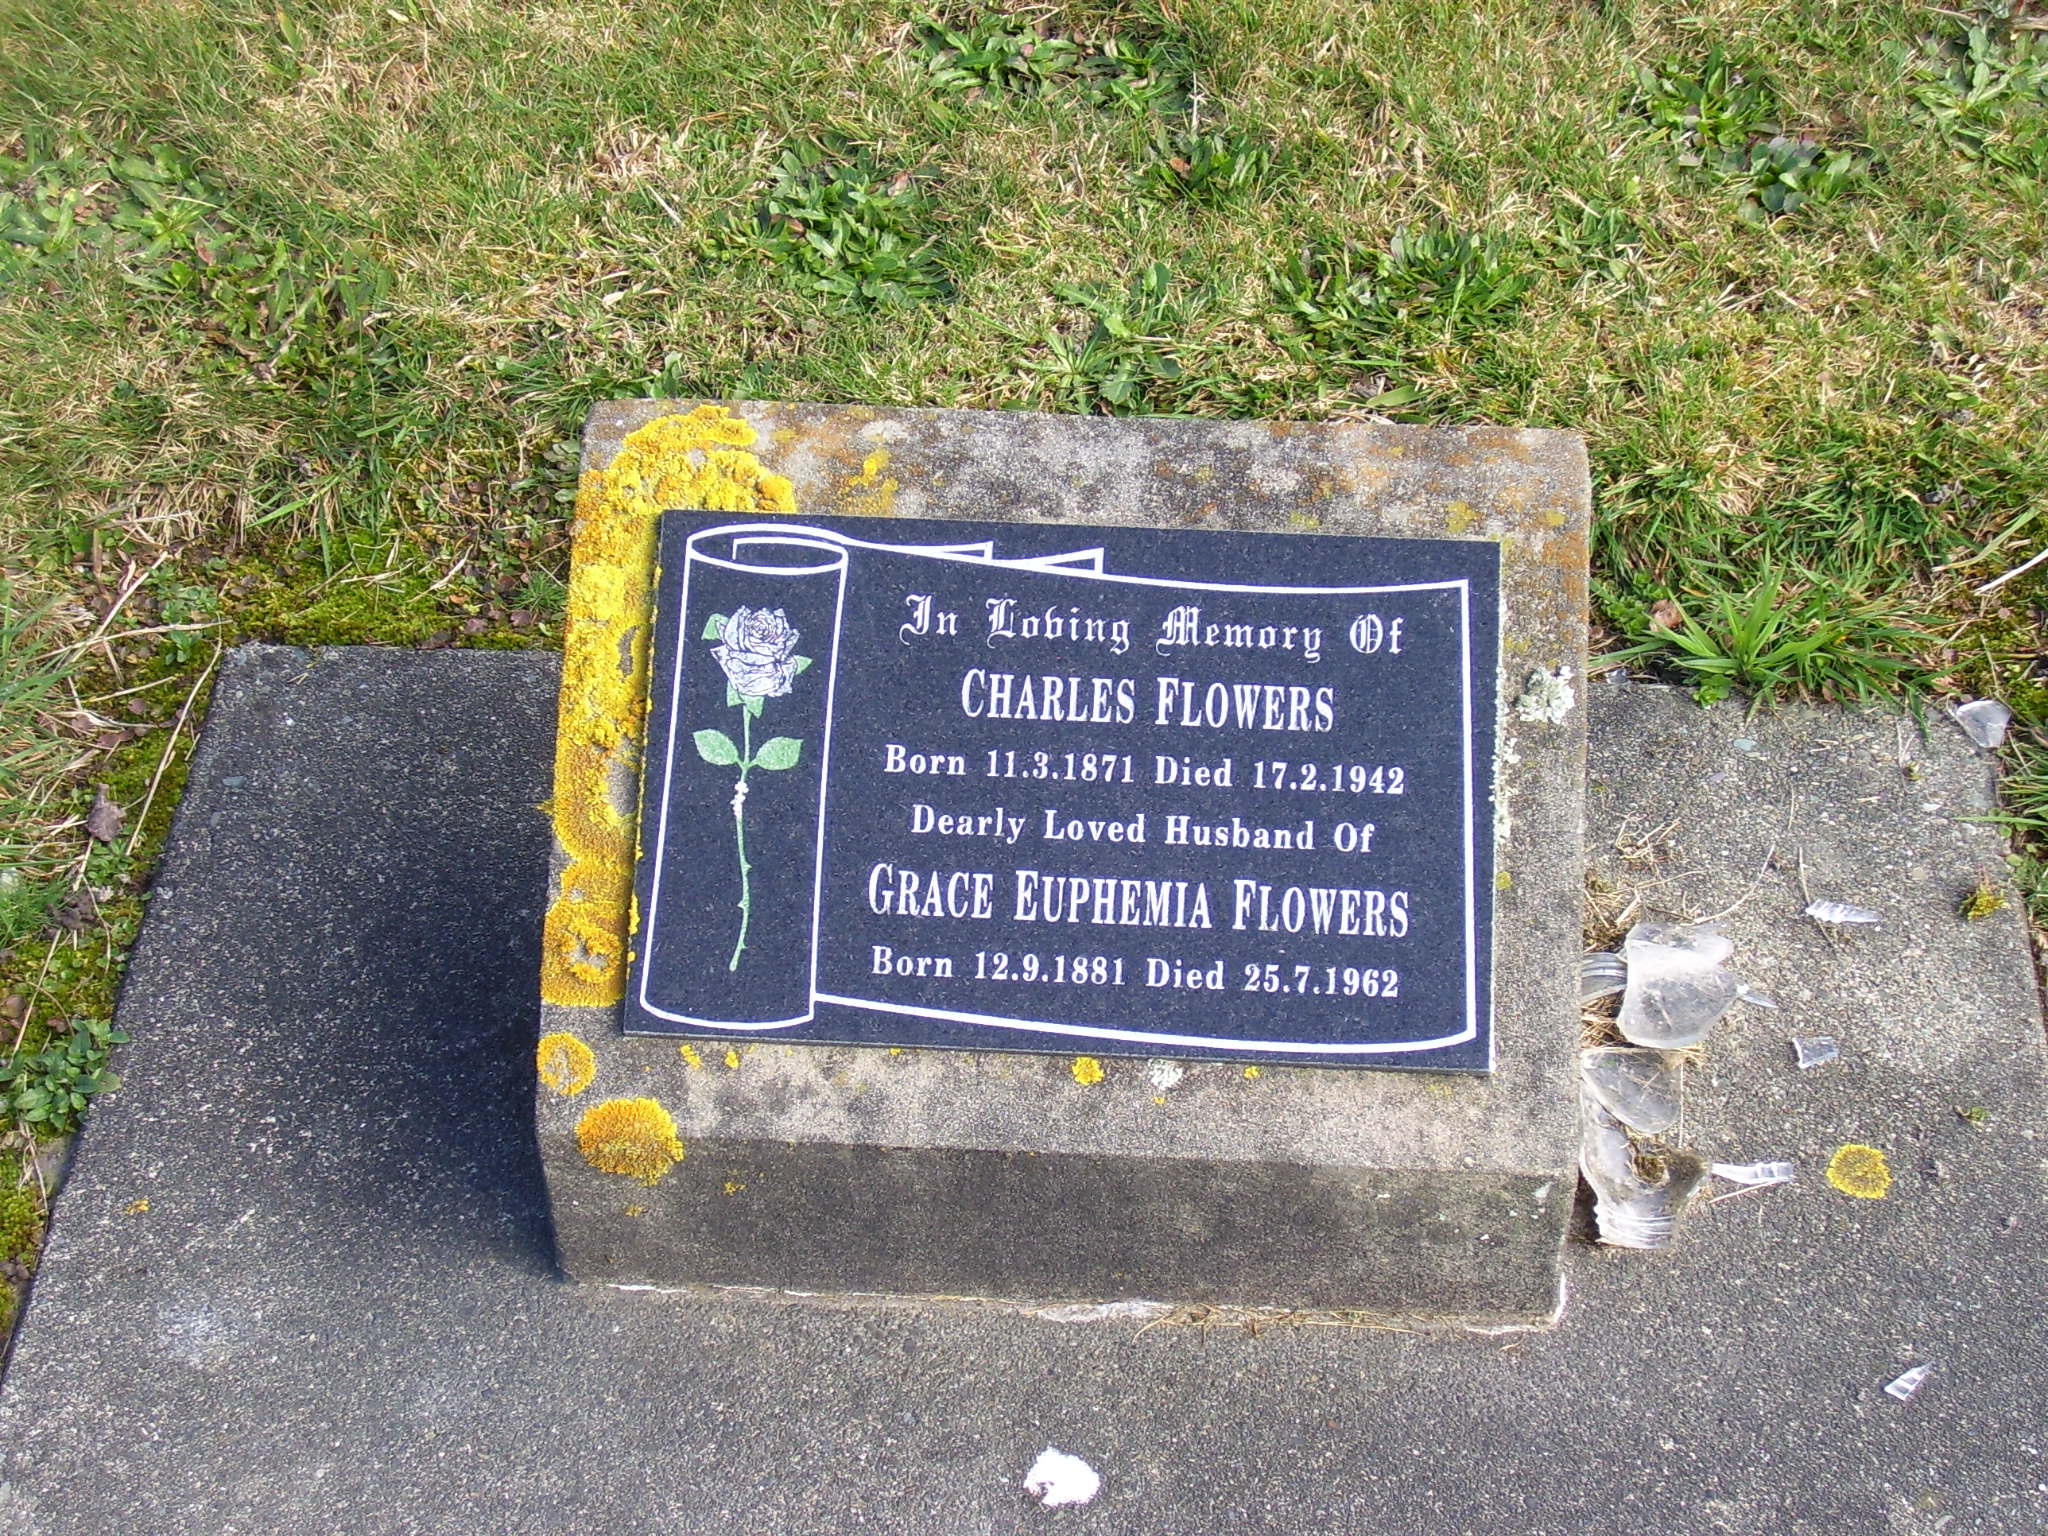 In Loving Memory Of
CHARLES FLOWERS
Born 11.3.1871 Died 17.2.1942
Dearly Loved Husband Of
GRACE EUPHEMIA FLOWERS
Born 12.9.1881 Died 25.7.1962